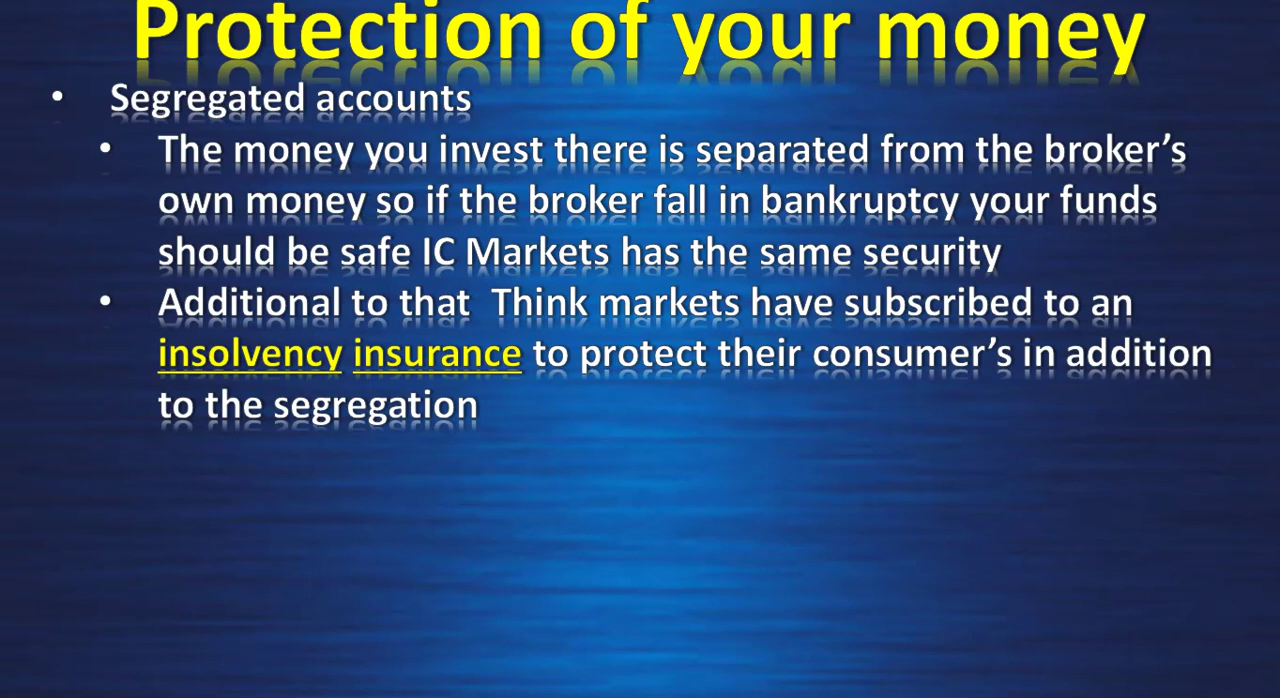 Protection of your money
• Segregated accounts
• The money you invest there is separated from the broker’s
own money so if the broker fall in bankruptcy your funds
should be safe IC Markets has the same security
• Additional to that  Think markets have subscribed to an
insolvency insurance to protect their consumer’s in addition
to the segregation